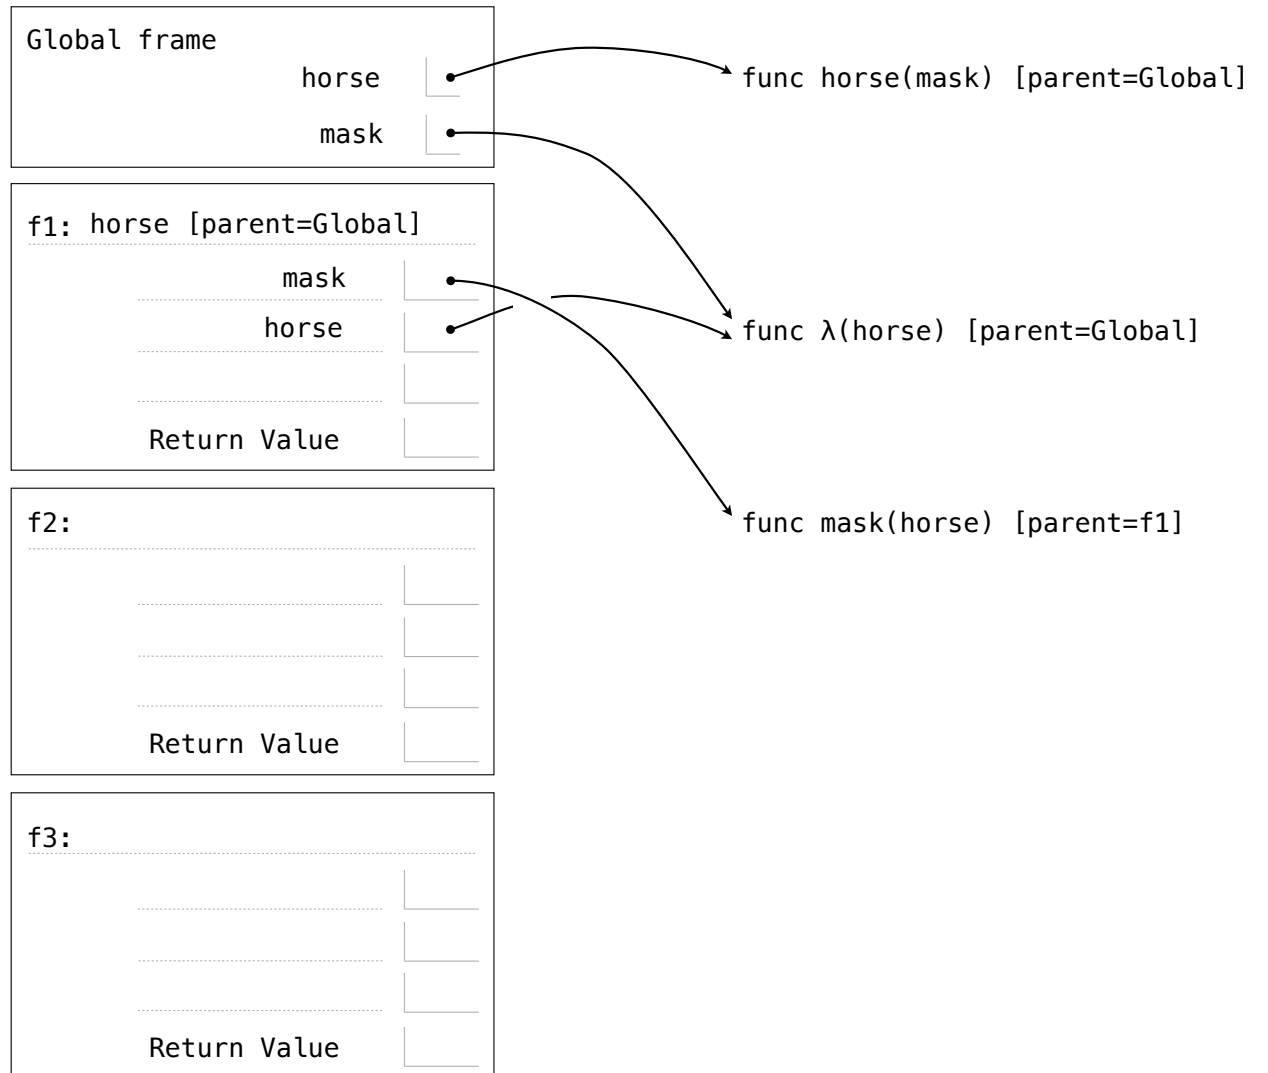 Global frame
horse
func horse(mask) [parent=Global]
mask
f1: horse [parent=Global]
mask
horse
func λ(horse) [parent=Global]
Return Value
f2:
func mask(horse) [parent=f1]
Return Value
f3:
Return Value